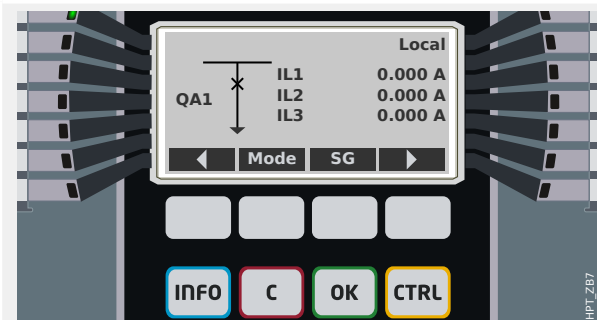 Local
IL1 0.000 A
QA1 IL2 0.000 A
IL3 0.000 A
Mode SG
INFO C OK CTRL
HPT_ZB7